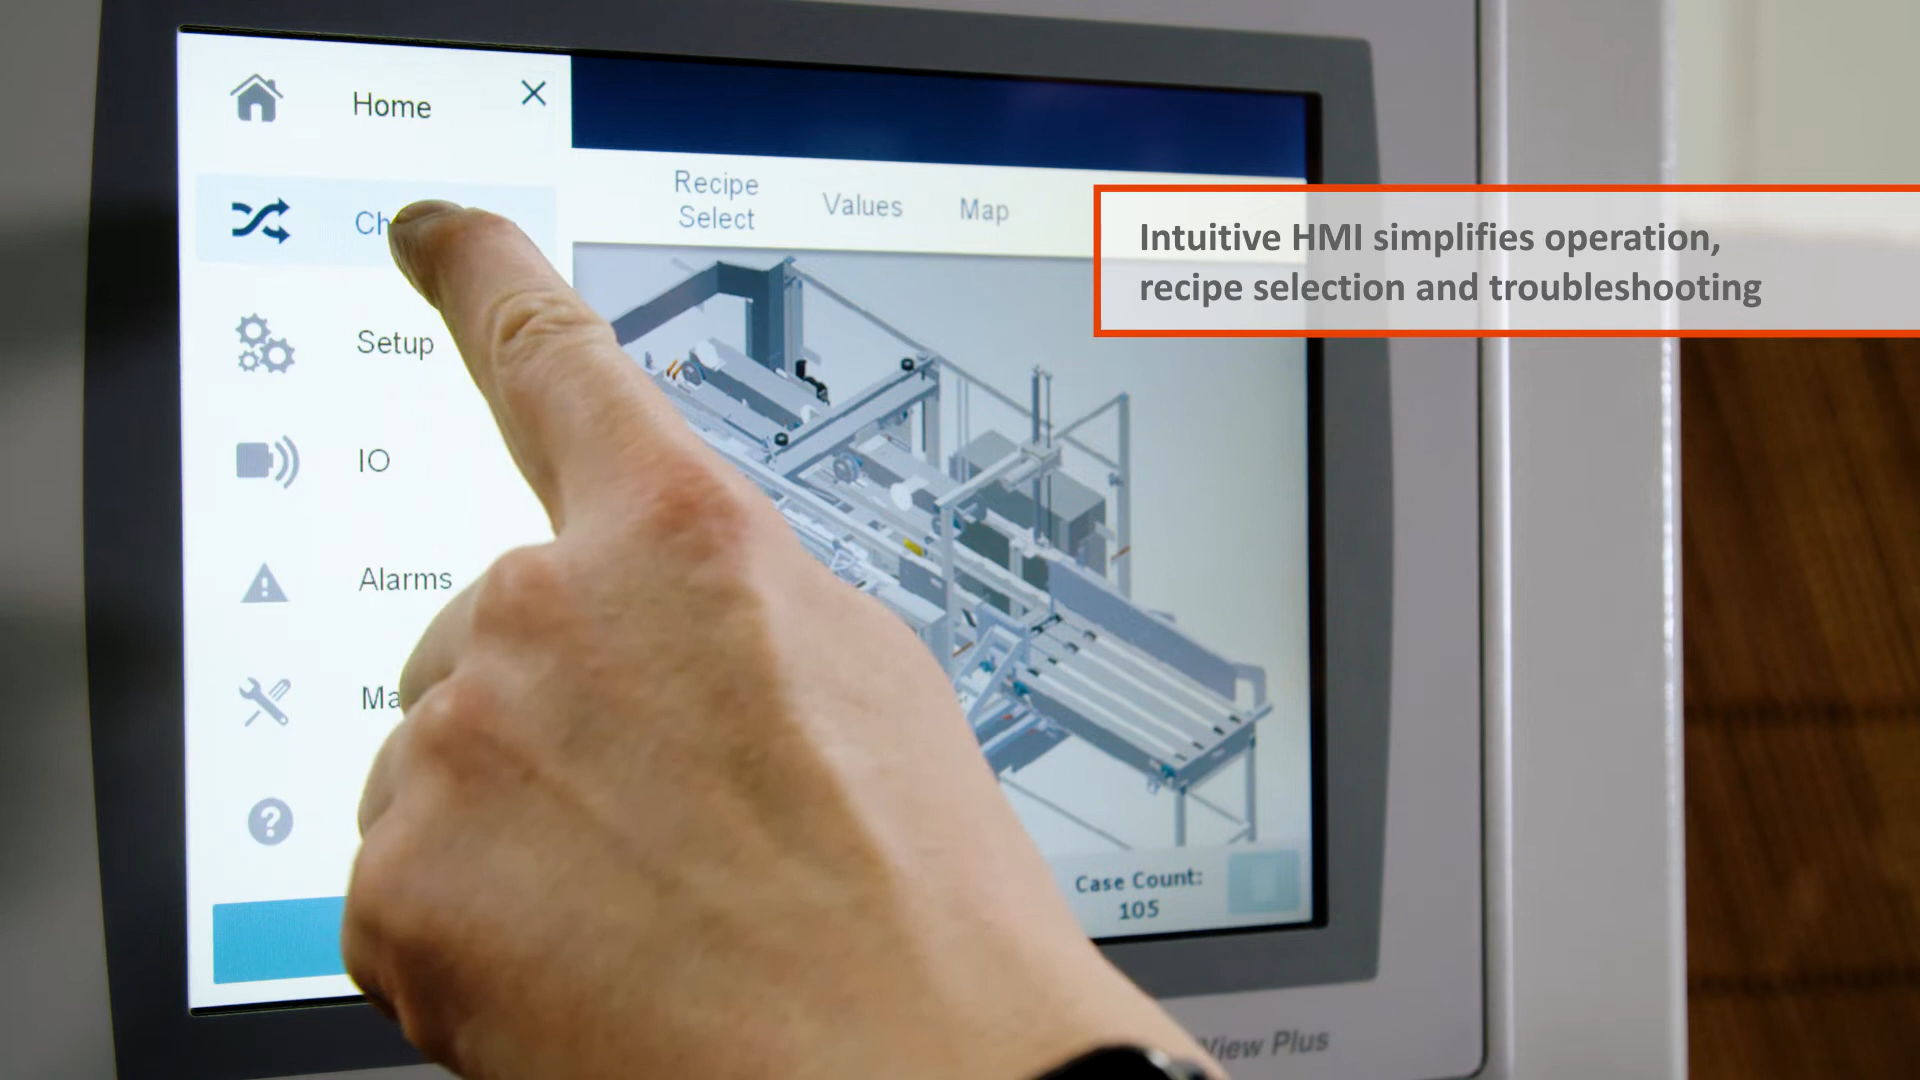 Home
Setup
IO
Alarms
Recipe
Select
Values
Map
Intuitive HMI simplifies operation,
recipe selection and troubleshooting
Case Count:
105
View Plus